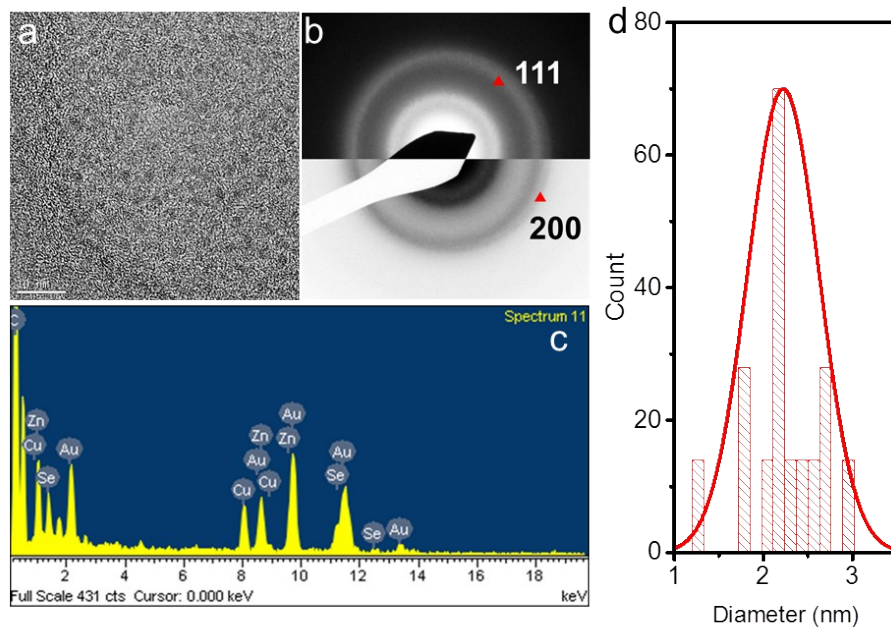 a
b
111
200
Spectrum 11
c
C
Zn
Cu
Se
Au
Zn
Au
Cu
Cu
Au
Zn
Au
Se
Se
Au
2 4 6 8 10 12 14 16 18
Full Scale 431 cts Cursor: 0.000 keV keV
d
80
60
40
20
0
Count
1 2 3
Diameter (nm)